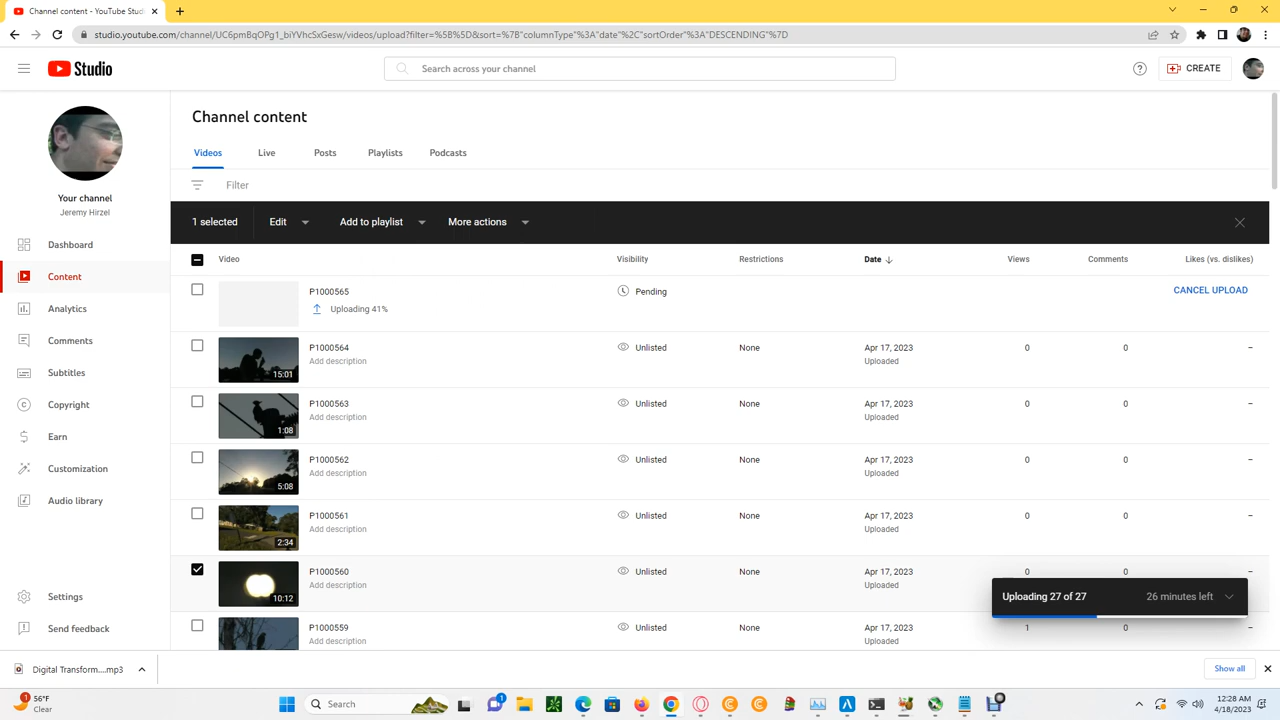 Channel content - YouTube Studi
studio.youtube.com/channel/UC6pmBqOPg1_biYVhcSxGesw/videos/upload?filter=%5B%5D&sort=%7B"columnType"%3A"date"%2C"sortOrder"%3A"DESCENDING"%7D
Studio
Search across your channel
CREATE
Channel content
Videos
Live
Posts
Playlists
Podcasts
Filter
Your channel
Jeremy Hirzel
Dashboard
Content
Analytics
Comments
Subtitles
Copyright
Earn
Customization
Audio library
Settings
Send feedback
1 selected
Edit
Add to playlist
More actions
Video
Visibility
Restrictions
Date
Views
Comments
Likes (vs. dislikes)
P1000565
Uploading 41%
Pending
CANCEL UPLOAD
15:01
P1000564
Add description
Unlisted
None
Apr 17, 2023
Uploaded
0
0
–
1:08
P1000563
Add description
Unlisted
None
Apr 17, 2023
Uploaded
0
0
–
5:08
P1000562
Add description
Unlisted
None
Apr 17, 2023
Uploaded
0
0
–
2:34
P1000561
Add description
Unlisted
None
Apr 17, 2023
Uploaded
0
0
–
10:12
P1000560
Add description
Unlisted
None
Apr 17, 2023
Uploaded
0
0
–
P1000559
Add description
Unlisted
None
Apr 17, 2023
Uploaded
1
0
–
Uploading 27 of 27
26 minutes left
Digital Transform....mp3
Show all
1
56°F
Clear
Search
1
12:28 AM
4/18/2023